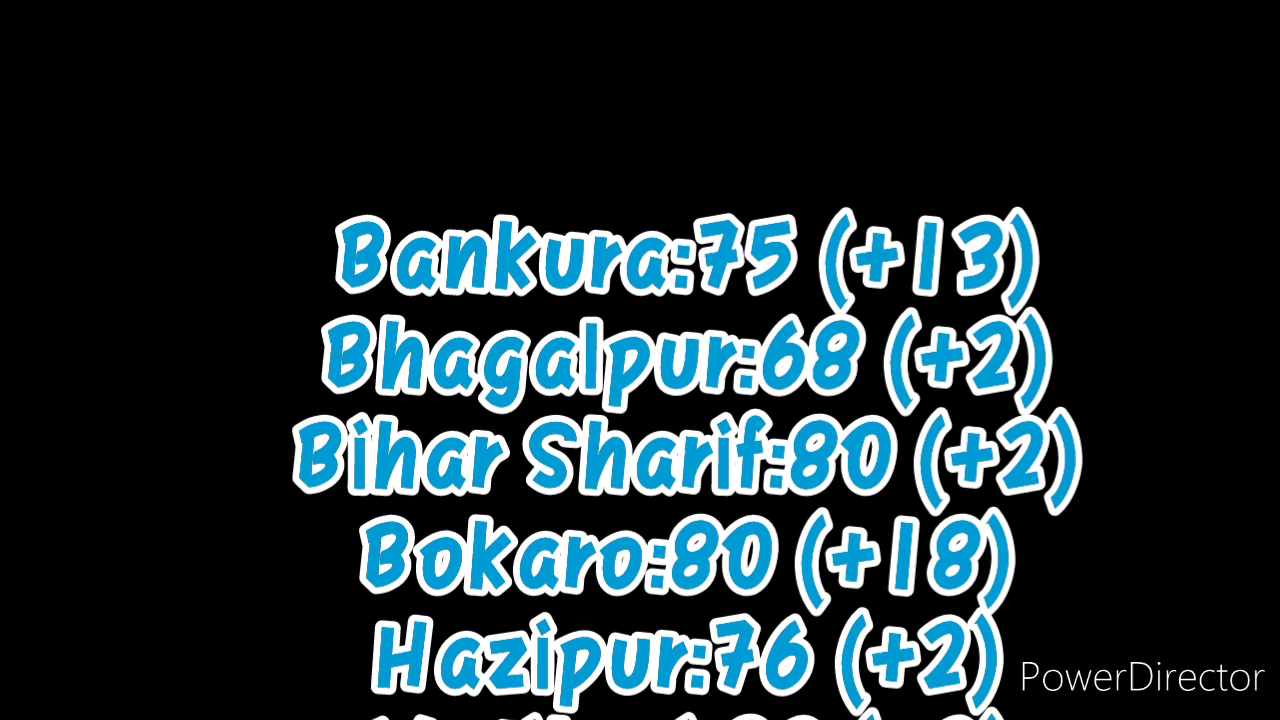 Bankura:75 (+13)
Bhagalpur:68 (+2)
Bihar Sharif:80 (+2)
Bokaro:80 (+18)
Hazipur:76 (+2)
PowerDirector